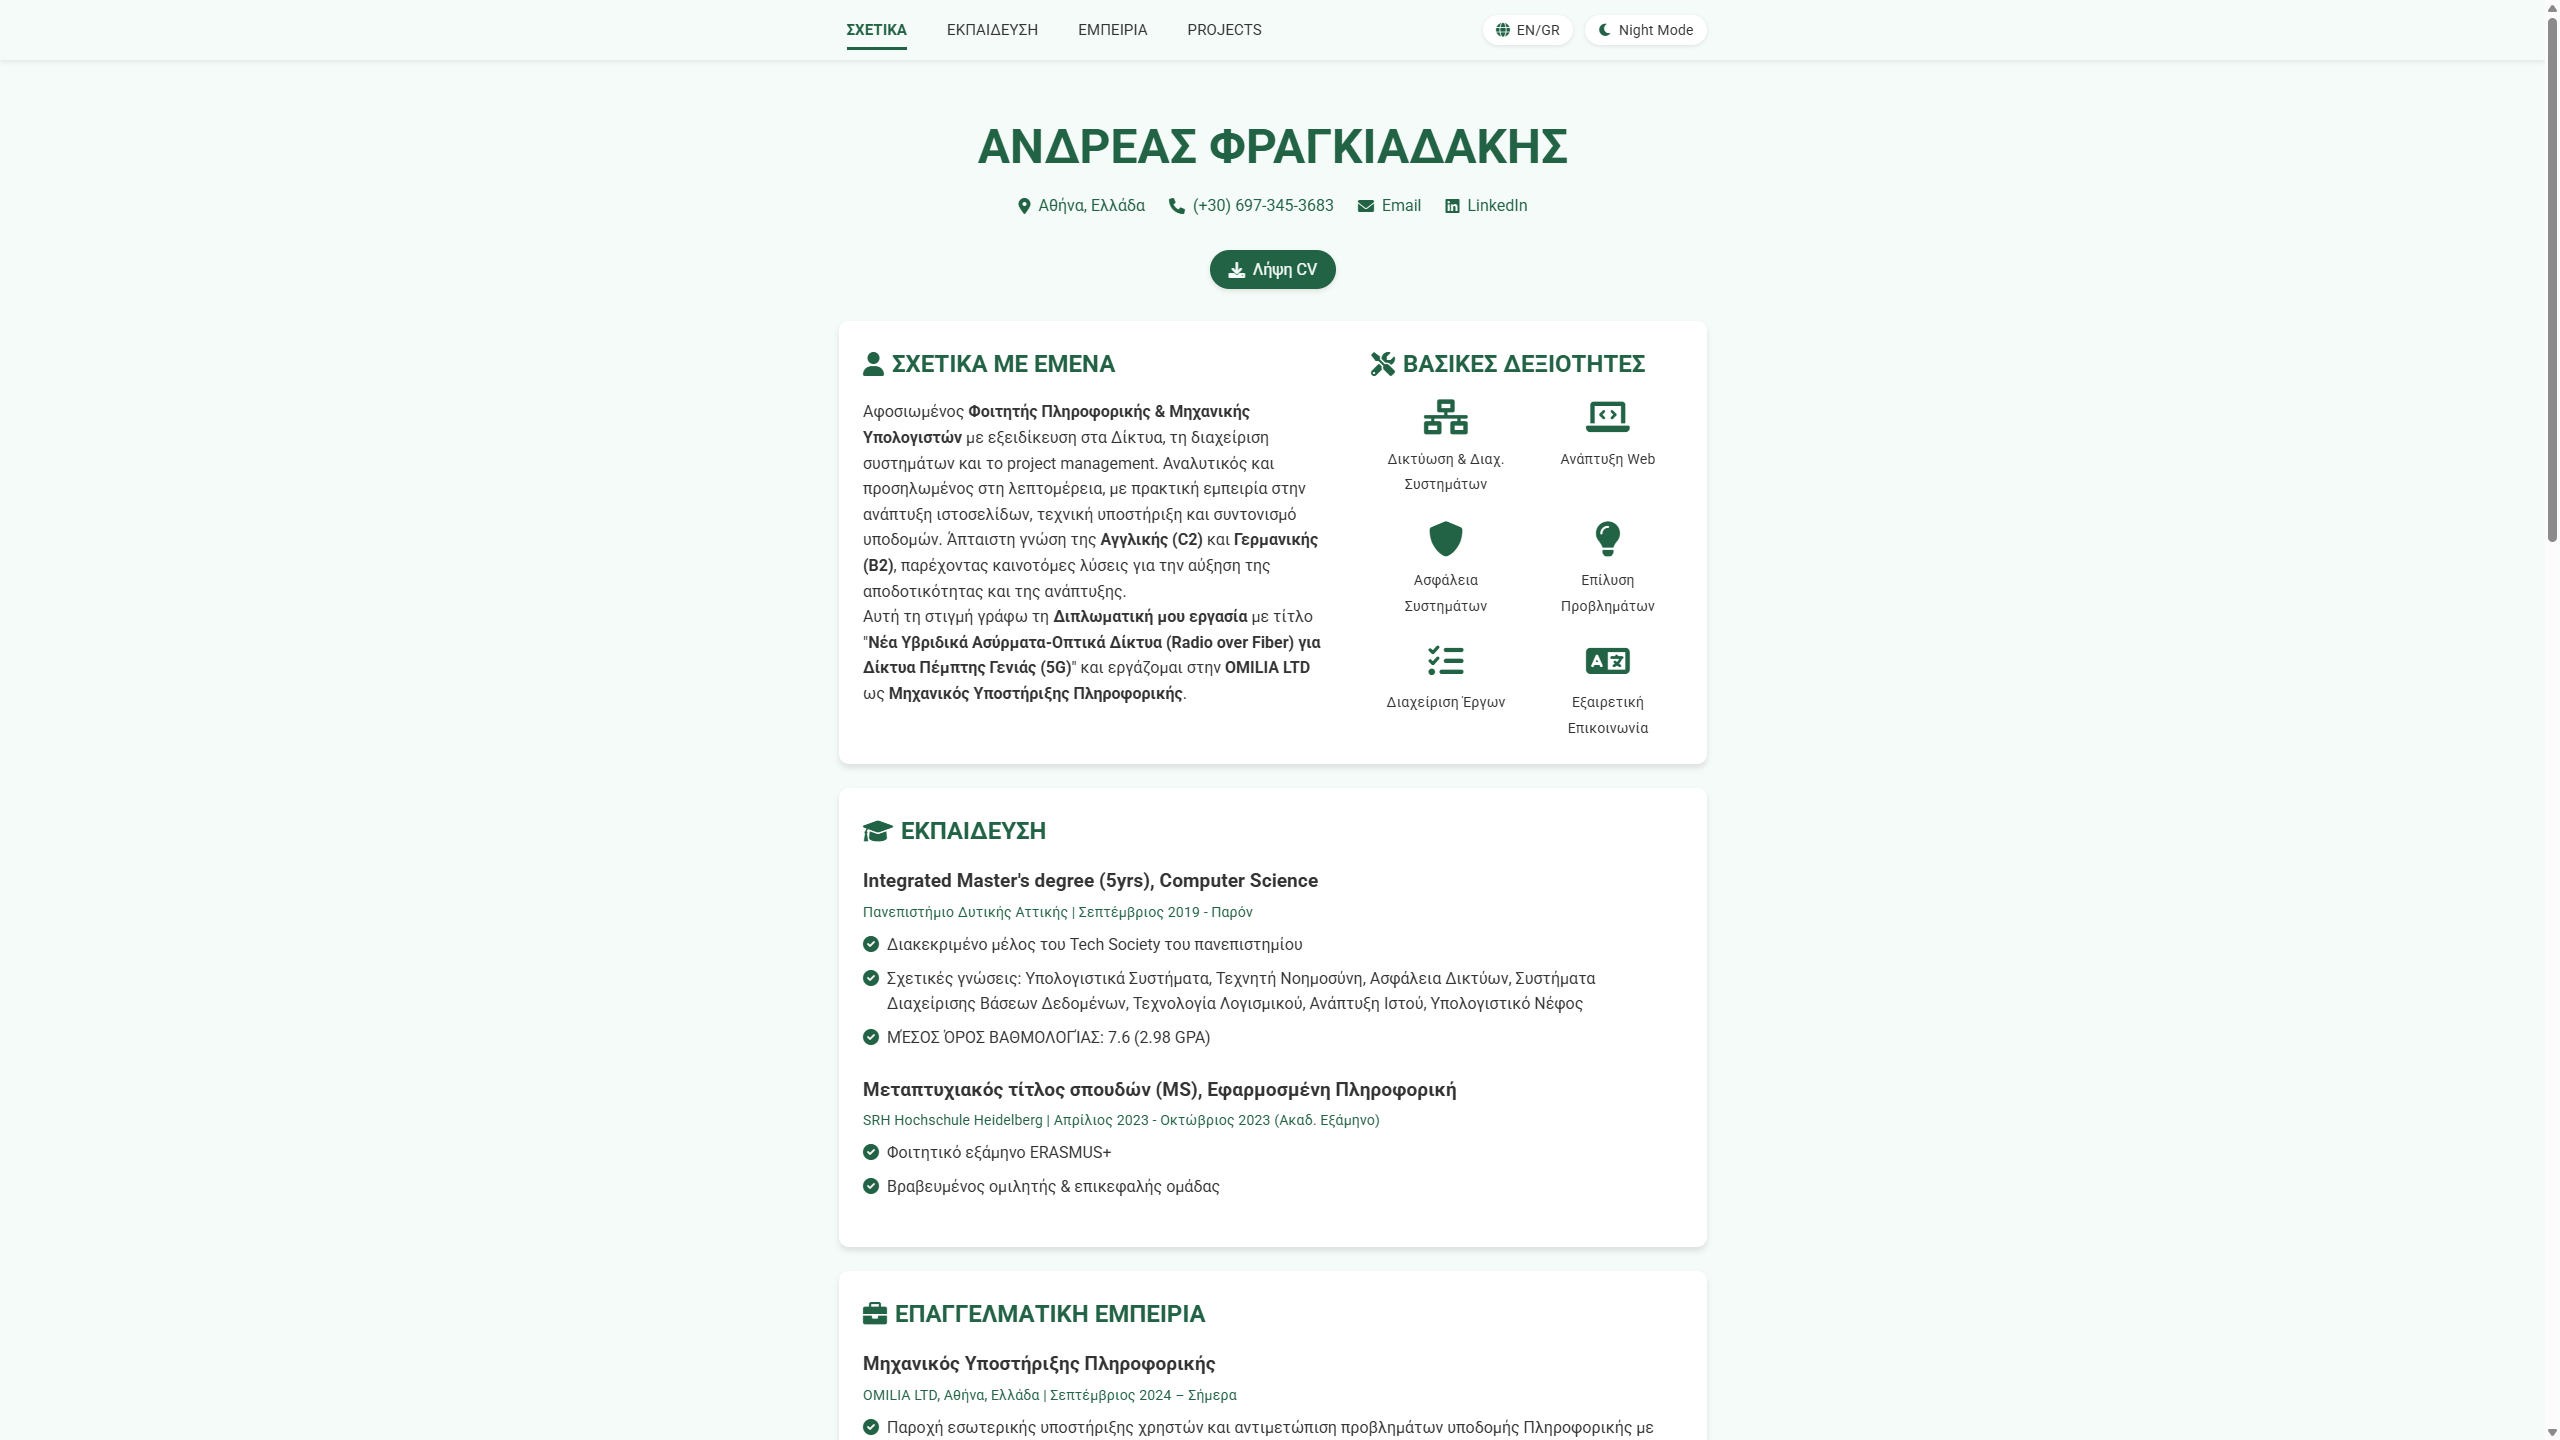 ΣΧΕΤΙΚΑ ΕΚΠΑΙΔΕΥΣΗ ΕΜΠΕΙΡΙΑ PROJECTS EN/GR Night Mode
ΑΝΔΡΕΑΣ ΦΡΑΓΚΙΑΔΑΚΗΣ
Αθήνα, Ελλάδα (+30) 697-345-3683 Email LinkedIn
Λήψη CV
ΣΧΕΤΙΚΑ ΜΕ ΕΜΕΝΑ
Αφοσιωμένος Φοιτητής Πληροφορικής & Μηχανικής
Υπολογιστών με εξειδίκευση στα Δίκτυα, τη διαχείριση
συστημάτων και το project management. Αναλυτικός και
προσηλωμένος στη λεπτομέρεια, με πρακτική εμπειρία στην
ανάπτυξη ιστοσελίδων, τεχνική υποστήριξη και συντονισμό
υποδομών. Άπταιστη γνώση της Αγγλικής (C2) και Γερμανικής
(B2), παρέχοντας καινοτόμες λύσεις για την αύξηση της
αποδοτικότητας και της ανάπτυξης.
Αυτή τη στιγμή γράφω τη Διπλωματική μου εργασία με τίτλο
"Νέα Υβριδικά Ασύρματα-Οπτικά Δίκτυα (Radio over Fiber) για
Δίκτυα Πέμπτης Γενιάς (5G)" και εργάζομαι στην OMILIA LTD
ως Μηχανικός Υποστήριξης Πληροφορικής.
ΒΑΣΙΚΕΣ ΔΕΞΙΟΤΗΤΕΣ
Δικτύωση & Διαχ.
Συστημάτων
Ανάπτυξη Web
Ασφάλεια
Συστημάτων
Επίλυση
Προβλημάτων
Διαχείριση Έργων
Εξαιρετική
Επικοινωνία
ΕΚΠΑΙΔΕΥΣΗ
Integrated Master's degree (5yrs), Computer Science
Πανεπιστήμιο Δυτικής Αττικής | Σεπτέμβριος 2019 - Παρόν
Διακεκριμένο μέλος του Tech Society του πανεπιστημίου
Σχετικές γνώσεις: Υπολογιστικά Συστήματα, Τεχνητή Νοημοσύνη, Ασφάλεια Δικτύων, Συστήματα
Διαχείρισης Βάσεων Δεδομένων, Τεχνολογία Λογισμικού, Ανάπτυξη Ιστού, Υπολογιστικό Νέφος
ΜΈΣΟΣ ΌΡΟΣ ΒΑΘΜΟΛΟΓΊΑΣ: 7.6 (2.98 GPA)
Μεταπτυχιακός τίτλος σπουδών (MS), Εφαρμοσμένη Πληροφορική
SRH Hochschule Heidelberg | Απρίλιος 2023 - Οκτώβριος 2023 (Ακαδ. Εξάμηνο)
Φοιτητικό εξάμηνο ERASMUS+
Βραβευμένος ομιλητής & επικεφαλής ομάδας
ΕΠΑΓΓΕΛΜΑΤΙΚΗ ΕΜΠΕΙΡΙΑ
Μηχανικός Υποστήριξης Πληροφορικής
OMILIA LTD, Αθήνα, Ελλάδα | Σεπτέμβριος 2024 – Σήμερα
Παροχή εσωτερικής υποστήριξης χρηστών και αντιμετώπιση προβλημάτων υποδομής Πληροφορικής με